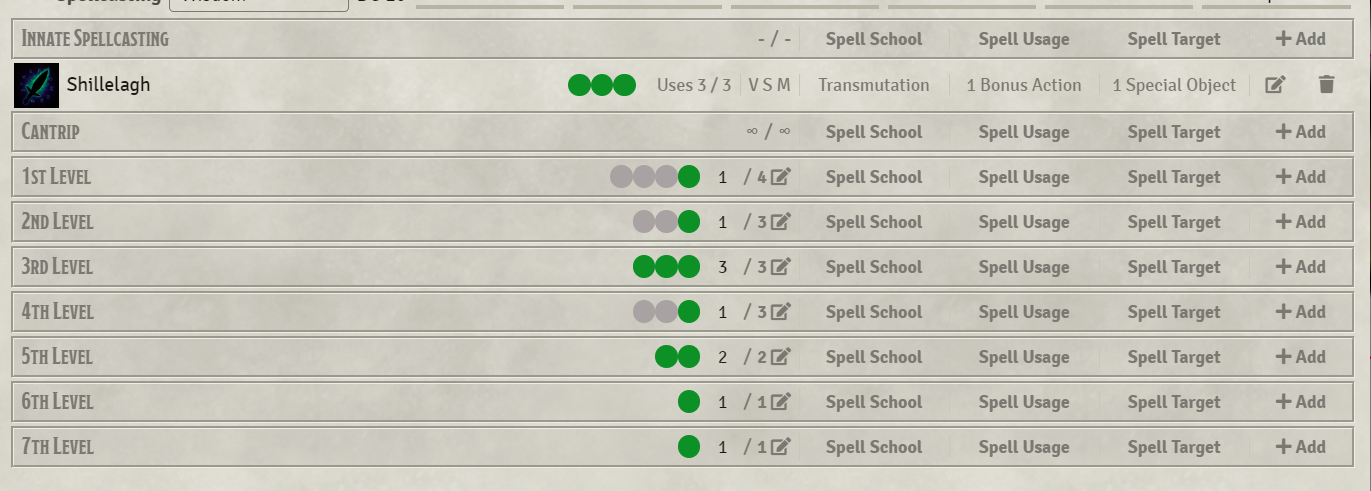 Innate Spellcasting - / - Spell School Spell Usage Spell Target + Add
Shillelagh Uses 3 / 3 V S M Transmutation 1 Bonus Action 1 Special Object
Cantrip ∞ / ∞ Spell School Spell Usage Spell Target + Add
1st Level 1 / 4 Spell School Spell Usage Spell Target + Add
2nd Level 1 / 3 Spell School Spell Usage Spell Target + Add
3rd Level 3 / 3 Spell School Spell Usage Spell Target + Add
4th Level 1 / 3 Spell School Spell Usage Spell Target + Add
5th Level 2 / 2 Spell School Spell Usage Spell Target + Add
6th Level 1 / 1 Spell School Spell Usage Spell Target + Add
7th Level 1 / 1 Spell School Spell Usage Spell Target + Add